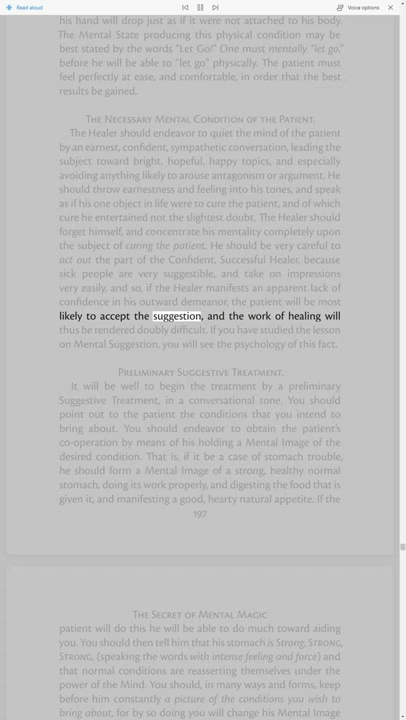 Read aloud
Voice options
his hand will drop just as if it were not attached to his body.
The Mental State producing this physical condition may be
best stated by the words "Let Go!" One must mentally "let go,"
before he will be able to "let go" physically. The patient must
feel perfectly at ease, and comfortable, in order that the best
results be gained.
The Necessary Mental Condition of the Patient.
The Healer should endeavor to quiet the mind of the patient
by an earnest, confident, sympathetic conversation, leading the
subject toward bright, hopeful, happy topics, and especially
avoiding anything likely to arouse antagonism or argument. He
should throw earnestness and feeling into his tones, and speak
as if his one object in life were to cure the patient, and of which
cure he entertained not the slightest doubt. The Healer should
forget himself, and concentrate his mentality completely upon
the subject of curing the patient. He should be very careful to
act out the part of the Confident, Successful Healer, because
sick people are very suggestible, and take on impressions
very easily, and so, if the Healer manifests an apparent lack of
confidence in his outward demeanor, the patient will be most
likely to accept the suggestion, and the work of healing will
thus be rendered doubly difficult. If you have studied the lesson
on Mental Suggestion, you will see the psychology of this fact.
Preliminary Suggestive Treatment.
It will be well to begin the treatment by a preliminary
Suggestive Treatment, in a conversational tone. You should
point out to the patient the conditions that you intend to
bring about. You should endeavor to obtain the patient's
co-operation by means of his holding a Mental Image of the
desired condition. That is, if it be a case of stomach trouble,
he should form a Mental Image of a strong, healthy normal
stomach, doing its work properly, and digesting the food that is
given it, and manifesting a good, hearty natural appetite. If the
197
The Secret of Mental Magic
patient will do this he will be able to do much toward aiding
you. You should then tell him that his stomach is Strong, Strong,
Strong, (speaking the words with intense feeling and force) and
that normal conditions are reasserting themselves under the
power of the Mind. You should, in many ways and forms, keep
before him constantly a picture of the conditions you wish to
bring about, for by so doing you will change his Mental Image